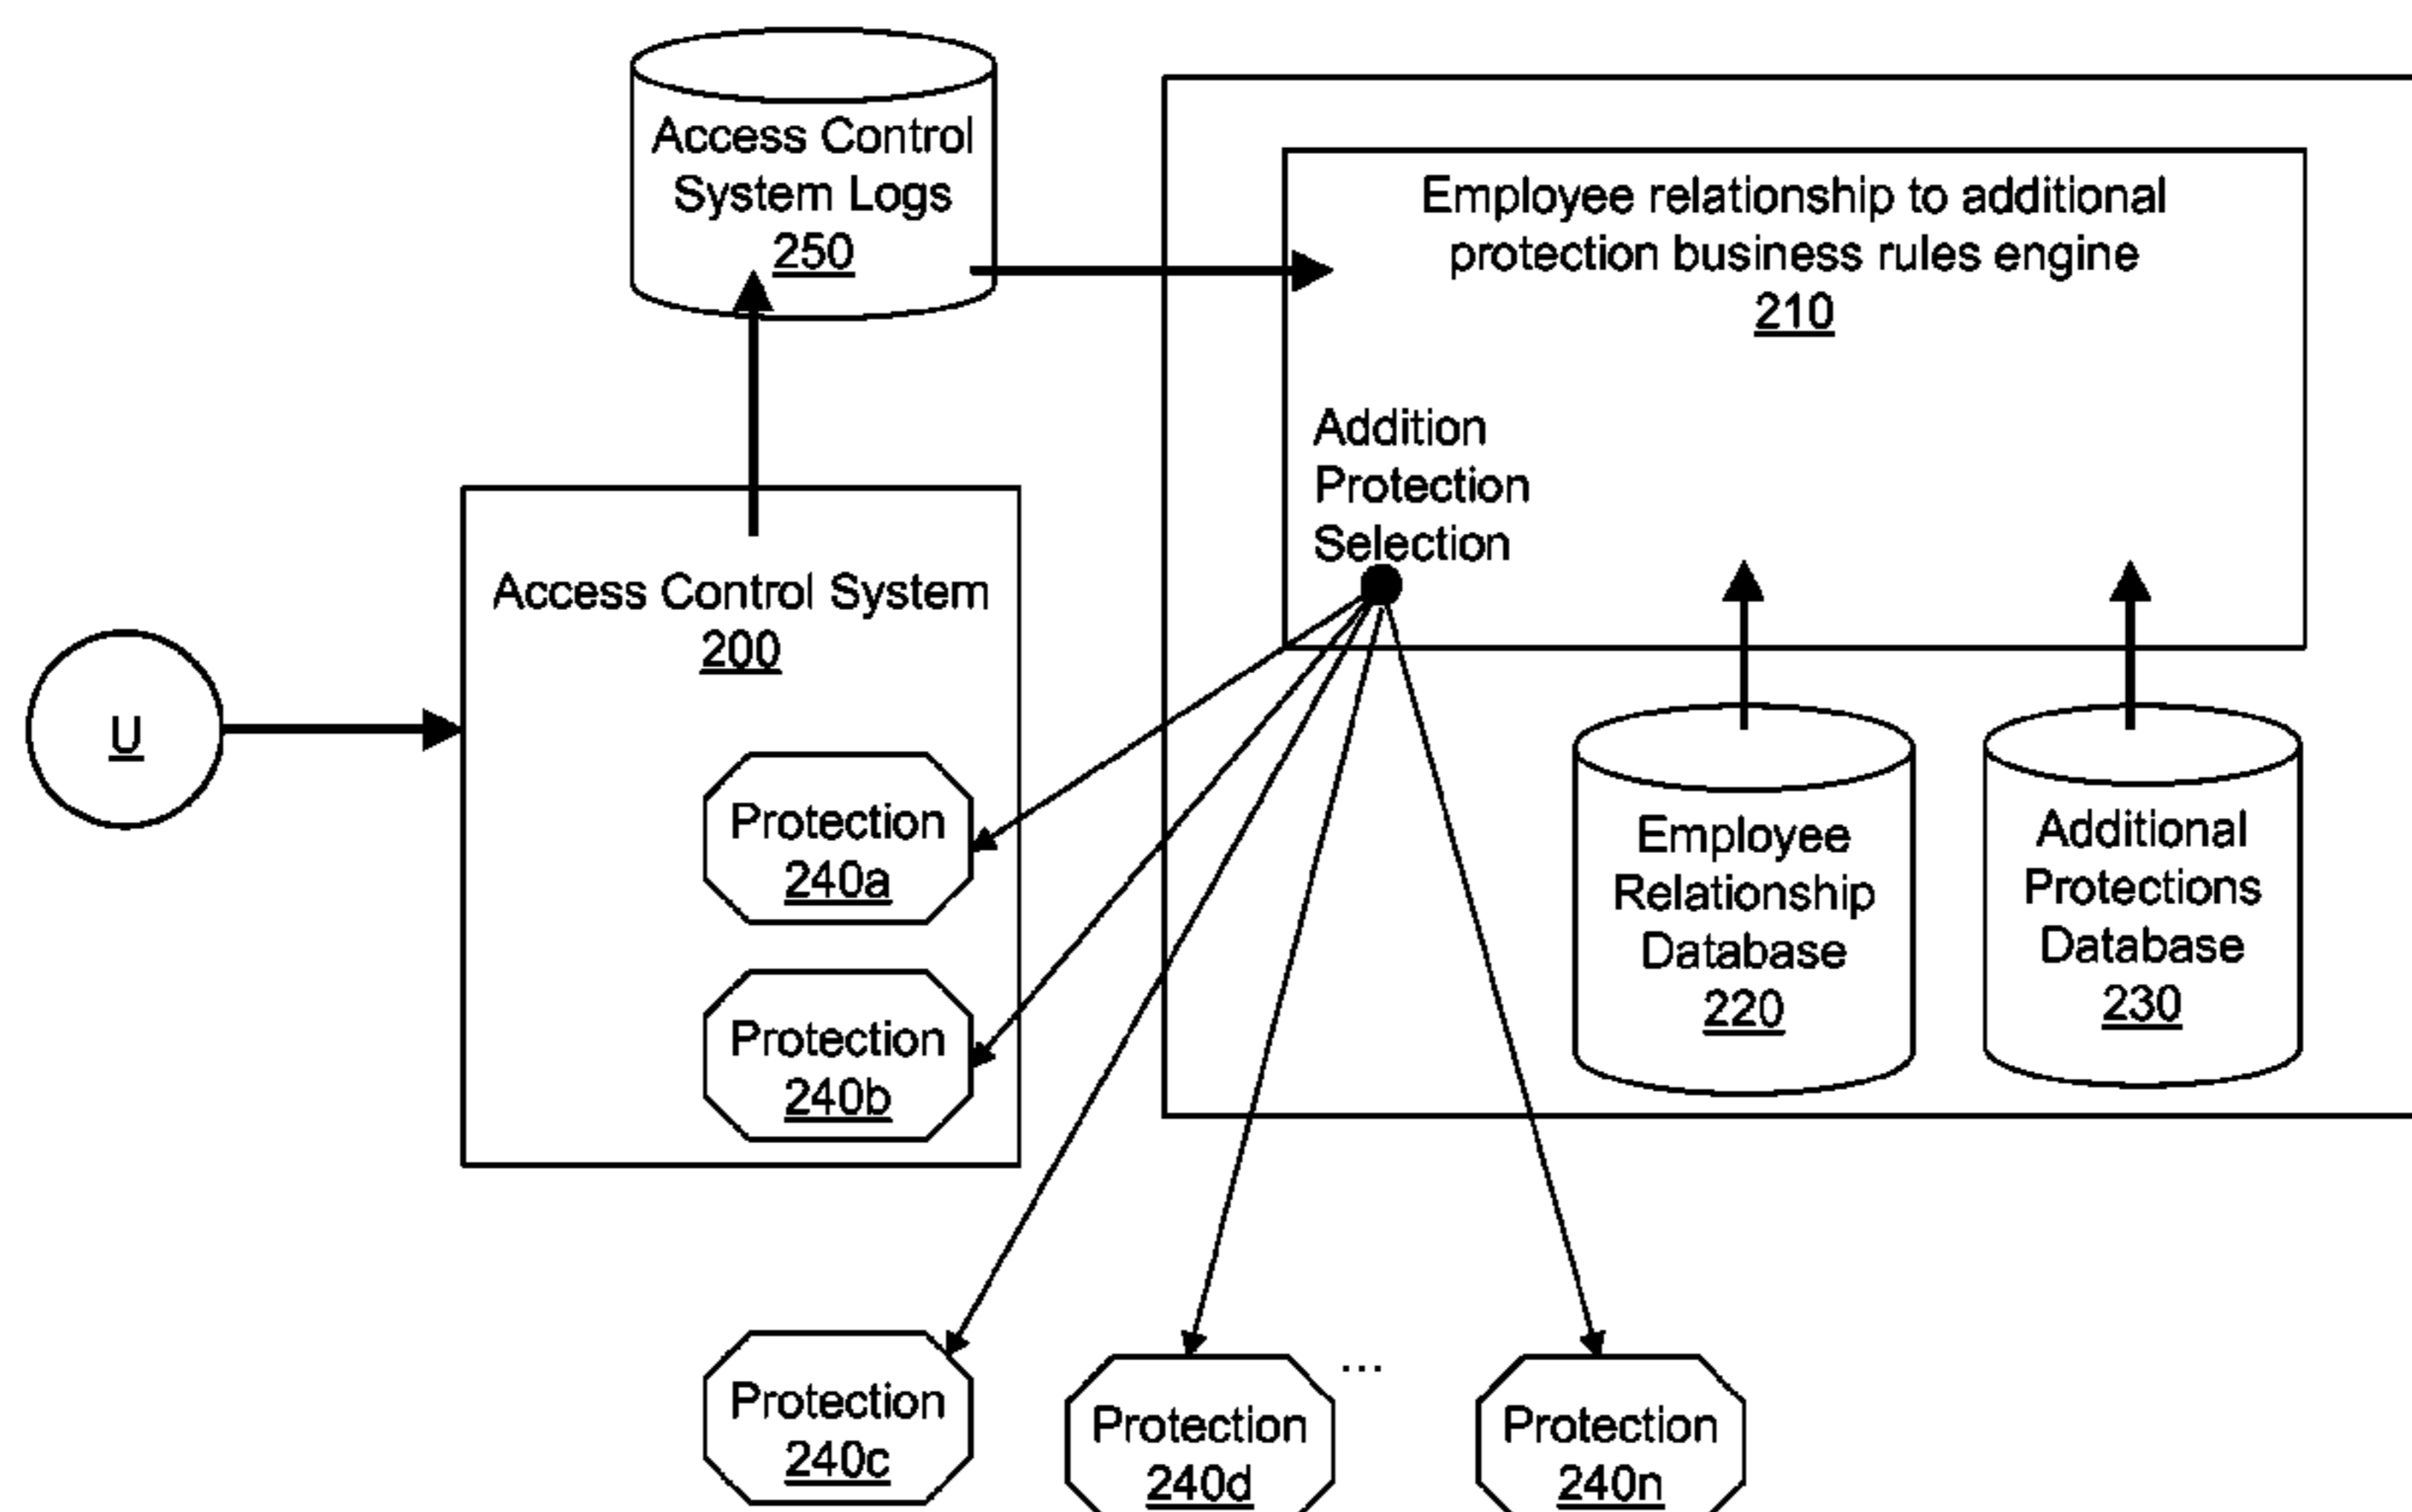 Access Control
System Logs
250
Employee relationship to additional
protection business rules engine
210
Addition
Protection
Selection
Access Control System
200
U
Protection
240a
Protection
240b
Employee
Relationship
Database
220
Additional
Protections
Database
230
Protection
240c
Protection
240d
...
Protection
240n